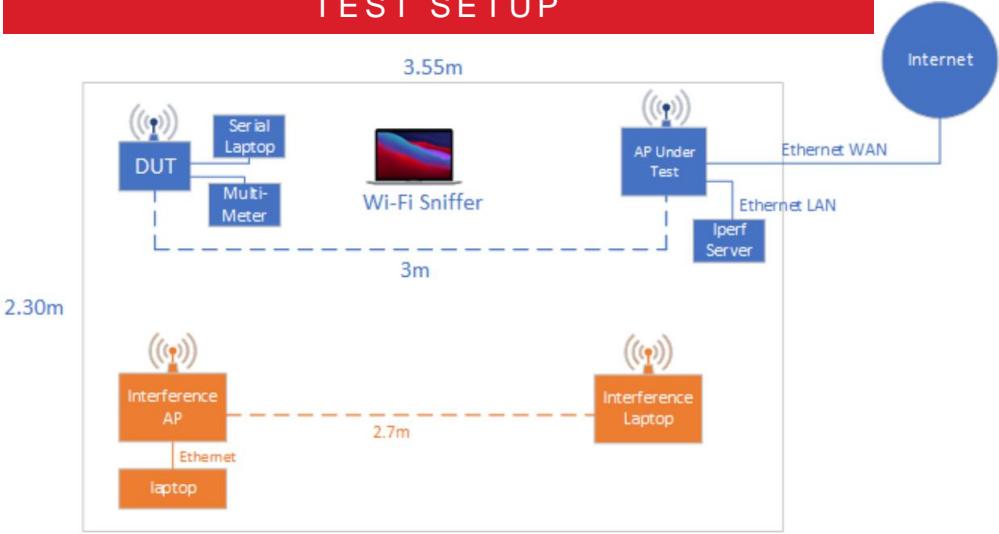 TEST SETUP
Internet
3.55m
Serial
Laptop
DUT
AP Under
Test
Ethernet WAN
Multi-
Meter
Wi-Fi Sniffer
Ethernet LAN
Iperf
Server
3m
2.30m
Interference
AP
Interference
Laptop
2.7m
Ethernet
laptop